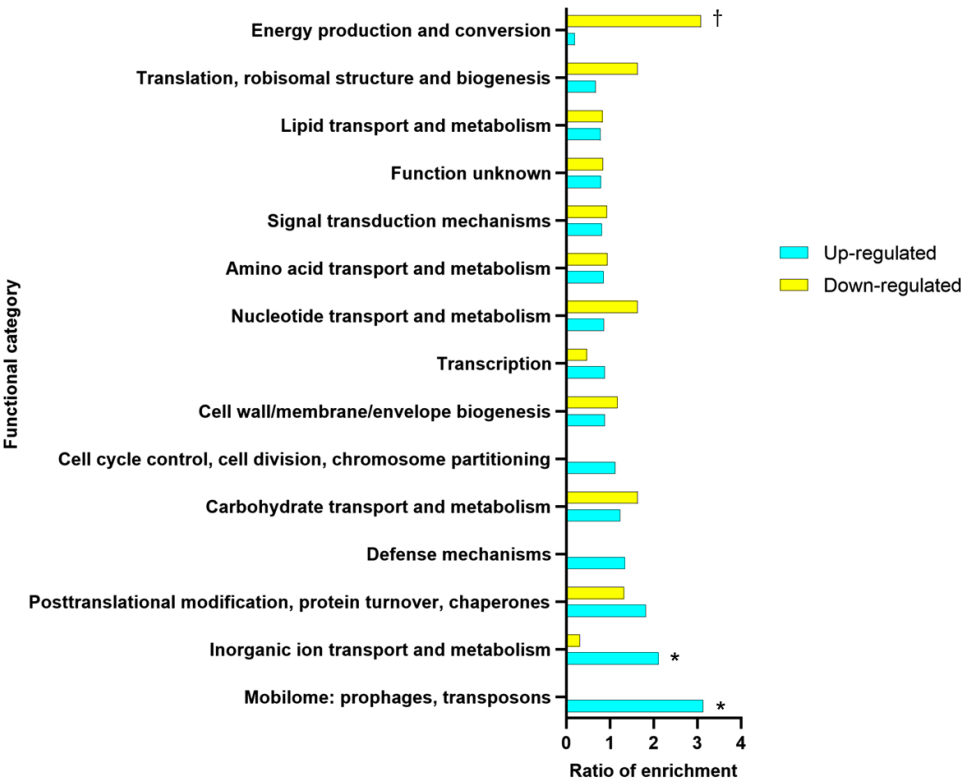 Energy production and conversion
†
Translation, robisomal structure and biogenesis
Lipid transport and metabolism
Function unknown
Signal transduction mechanisms
Amino acid transport and metabolism
Nucleotide transport and metabolism
Transcription
Cell wall/membrane/envelope biogenesis
Cell cycle control, cell division, chromosome partitioning
Carbohydrate transport and metabolism
Defense mechanisms
Posttranslational modification, protein turnover, chaperones
Inorganic ion transport and metabolism
*
Mobilome: prophages, transposons
*
Functional category
0 1 2 3 4
Ratio of enrichment
Up-regulated
Down-regulated